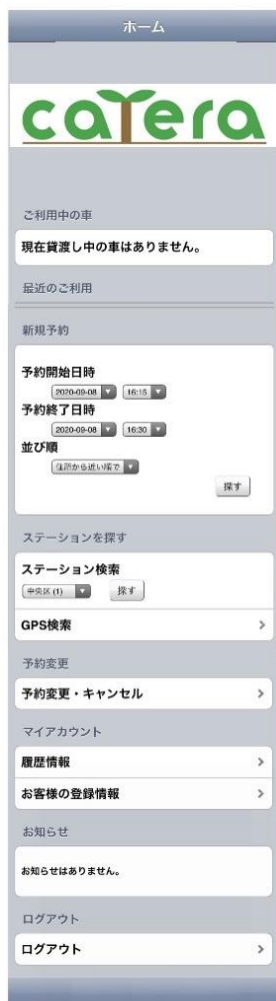 ホーム
caTera
ご利用中の車
現在貸渡し中の車はありません。
最近のご利用
新規予約
予約開始日時
2020-09-08 16:15
予約終了日時
2020-09-08 16:30
並び順
住所から近い順で
探す
ステーションを探す
ステーション検索
中央区 (1) 探す
GPS検索
予約変更
予約変更・キャンセル
マイアカウント
履歴情報
お客様の登録情報
お知らせ
お知らせはありません。
ログアウト
ログアウト